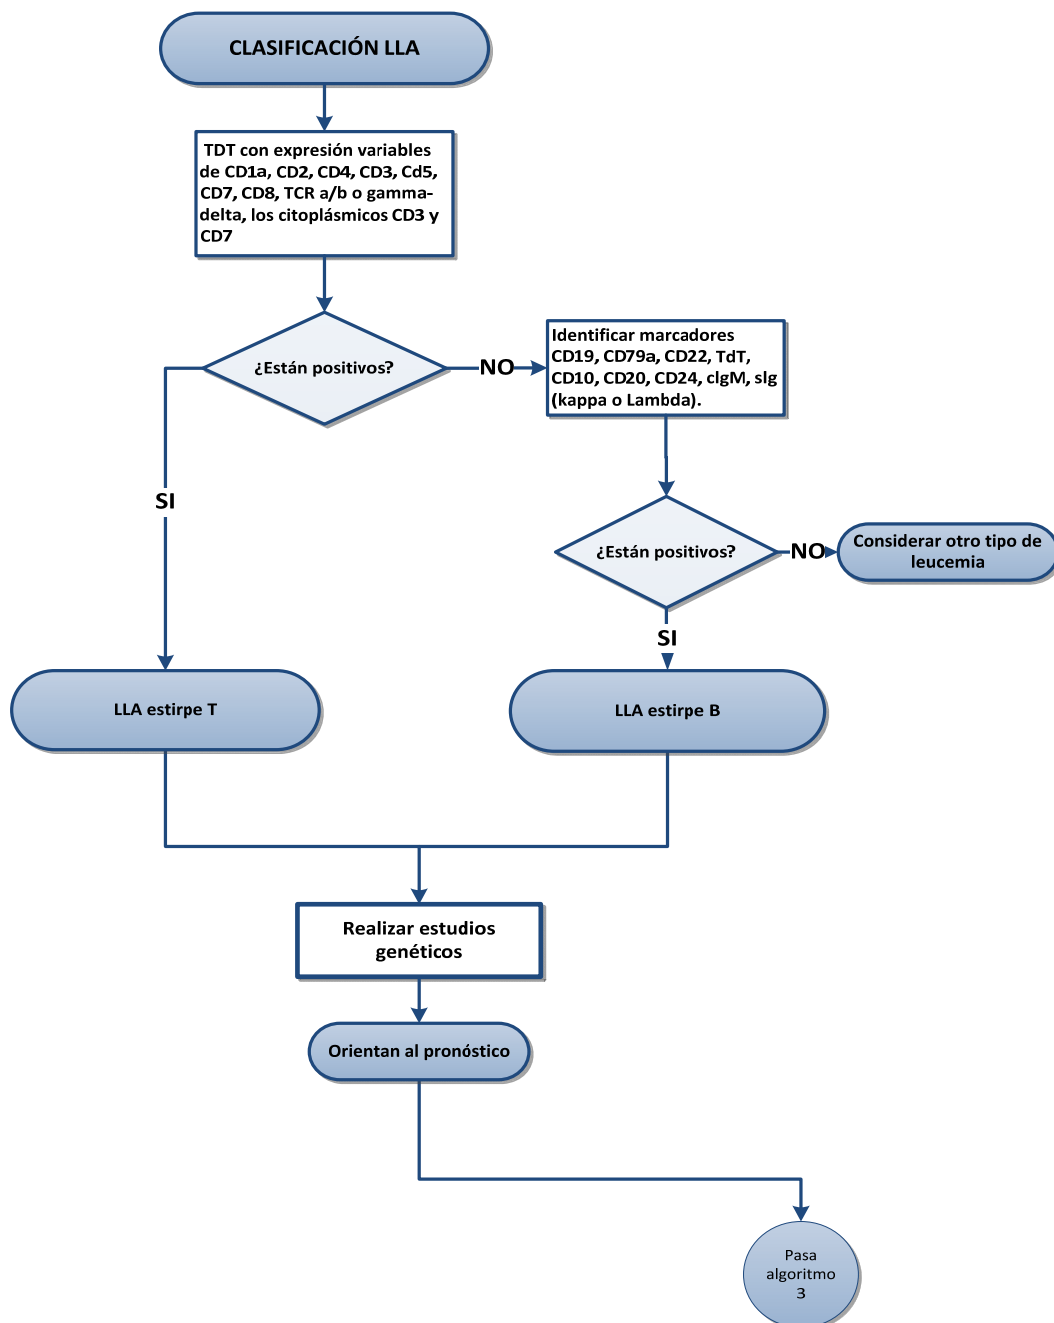 CLASIFICACIÓN LLA
TDT con expresión variables
de CD1a, CD2, CD4, CD3, Cd5,
CD7, CD8, TCR a/b o gamma-
delta, los citoplásmicos CD3 y
CD7
¿Están positivos?
NO
Identificar marcadores
CD19, CD79a, CD22, TdT,
CD10, CD20, CD24, cIgM, sIg
(kappa o Lambda).
SI
¿Están positivos?
NO
Considerar otro tipo de
leucemia
SI
LLA estirpe T
LLA estirpe B
Realizar estudios
genéticos
Orientan al pronóstico
Pasa
algoritmo
3